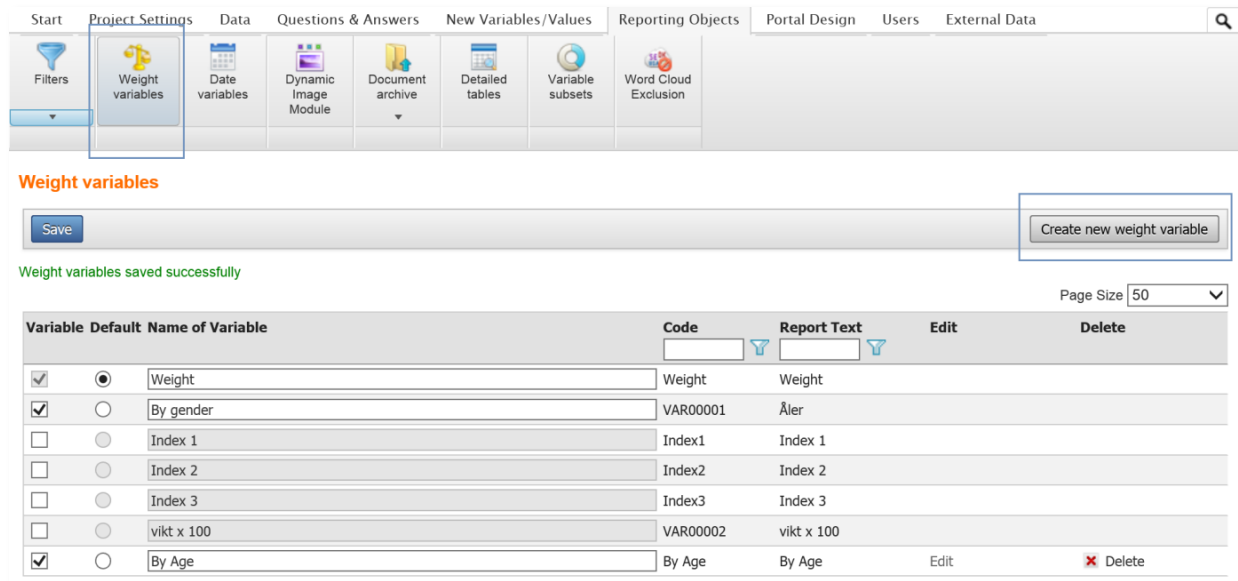 Start Project Settings Data Questions & Answers New Variables/Values Reporting Objects Portal Design Users External Data
Filters Weight variables Date variables Dynamic Image Module Document archive Detailed tables Variable subsets Word Cloud Exclusion
Weight variables
Save Create new weight variable
Weight variables saved successfully
Page Size 50
Variable Default Name of Variable Code Report Text Edit Delete
Weight Weight Weight
By gender VAR00001 Åler
Index 1 Index1 Index 1
Index 2 Index2 Index 2
Index 3 Index3 Index 3
vikt x 100 VAR00002 vikt x 100
By Age By Age By Age Edit Delete